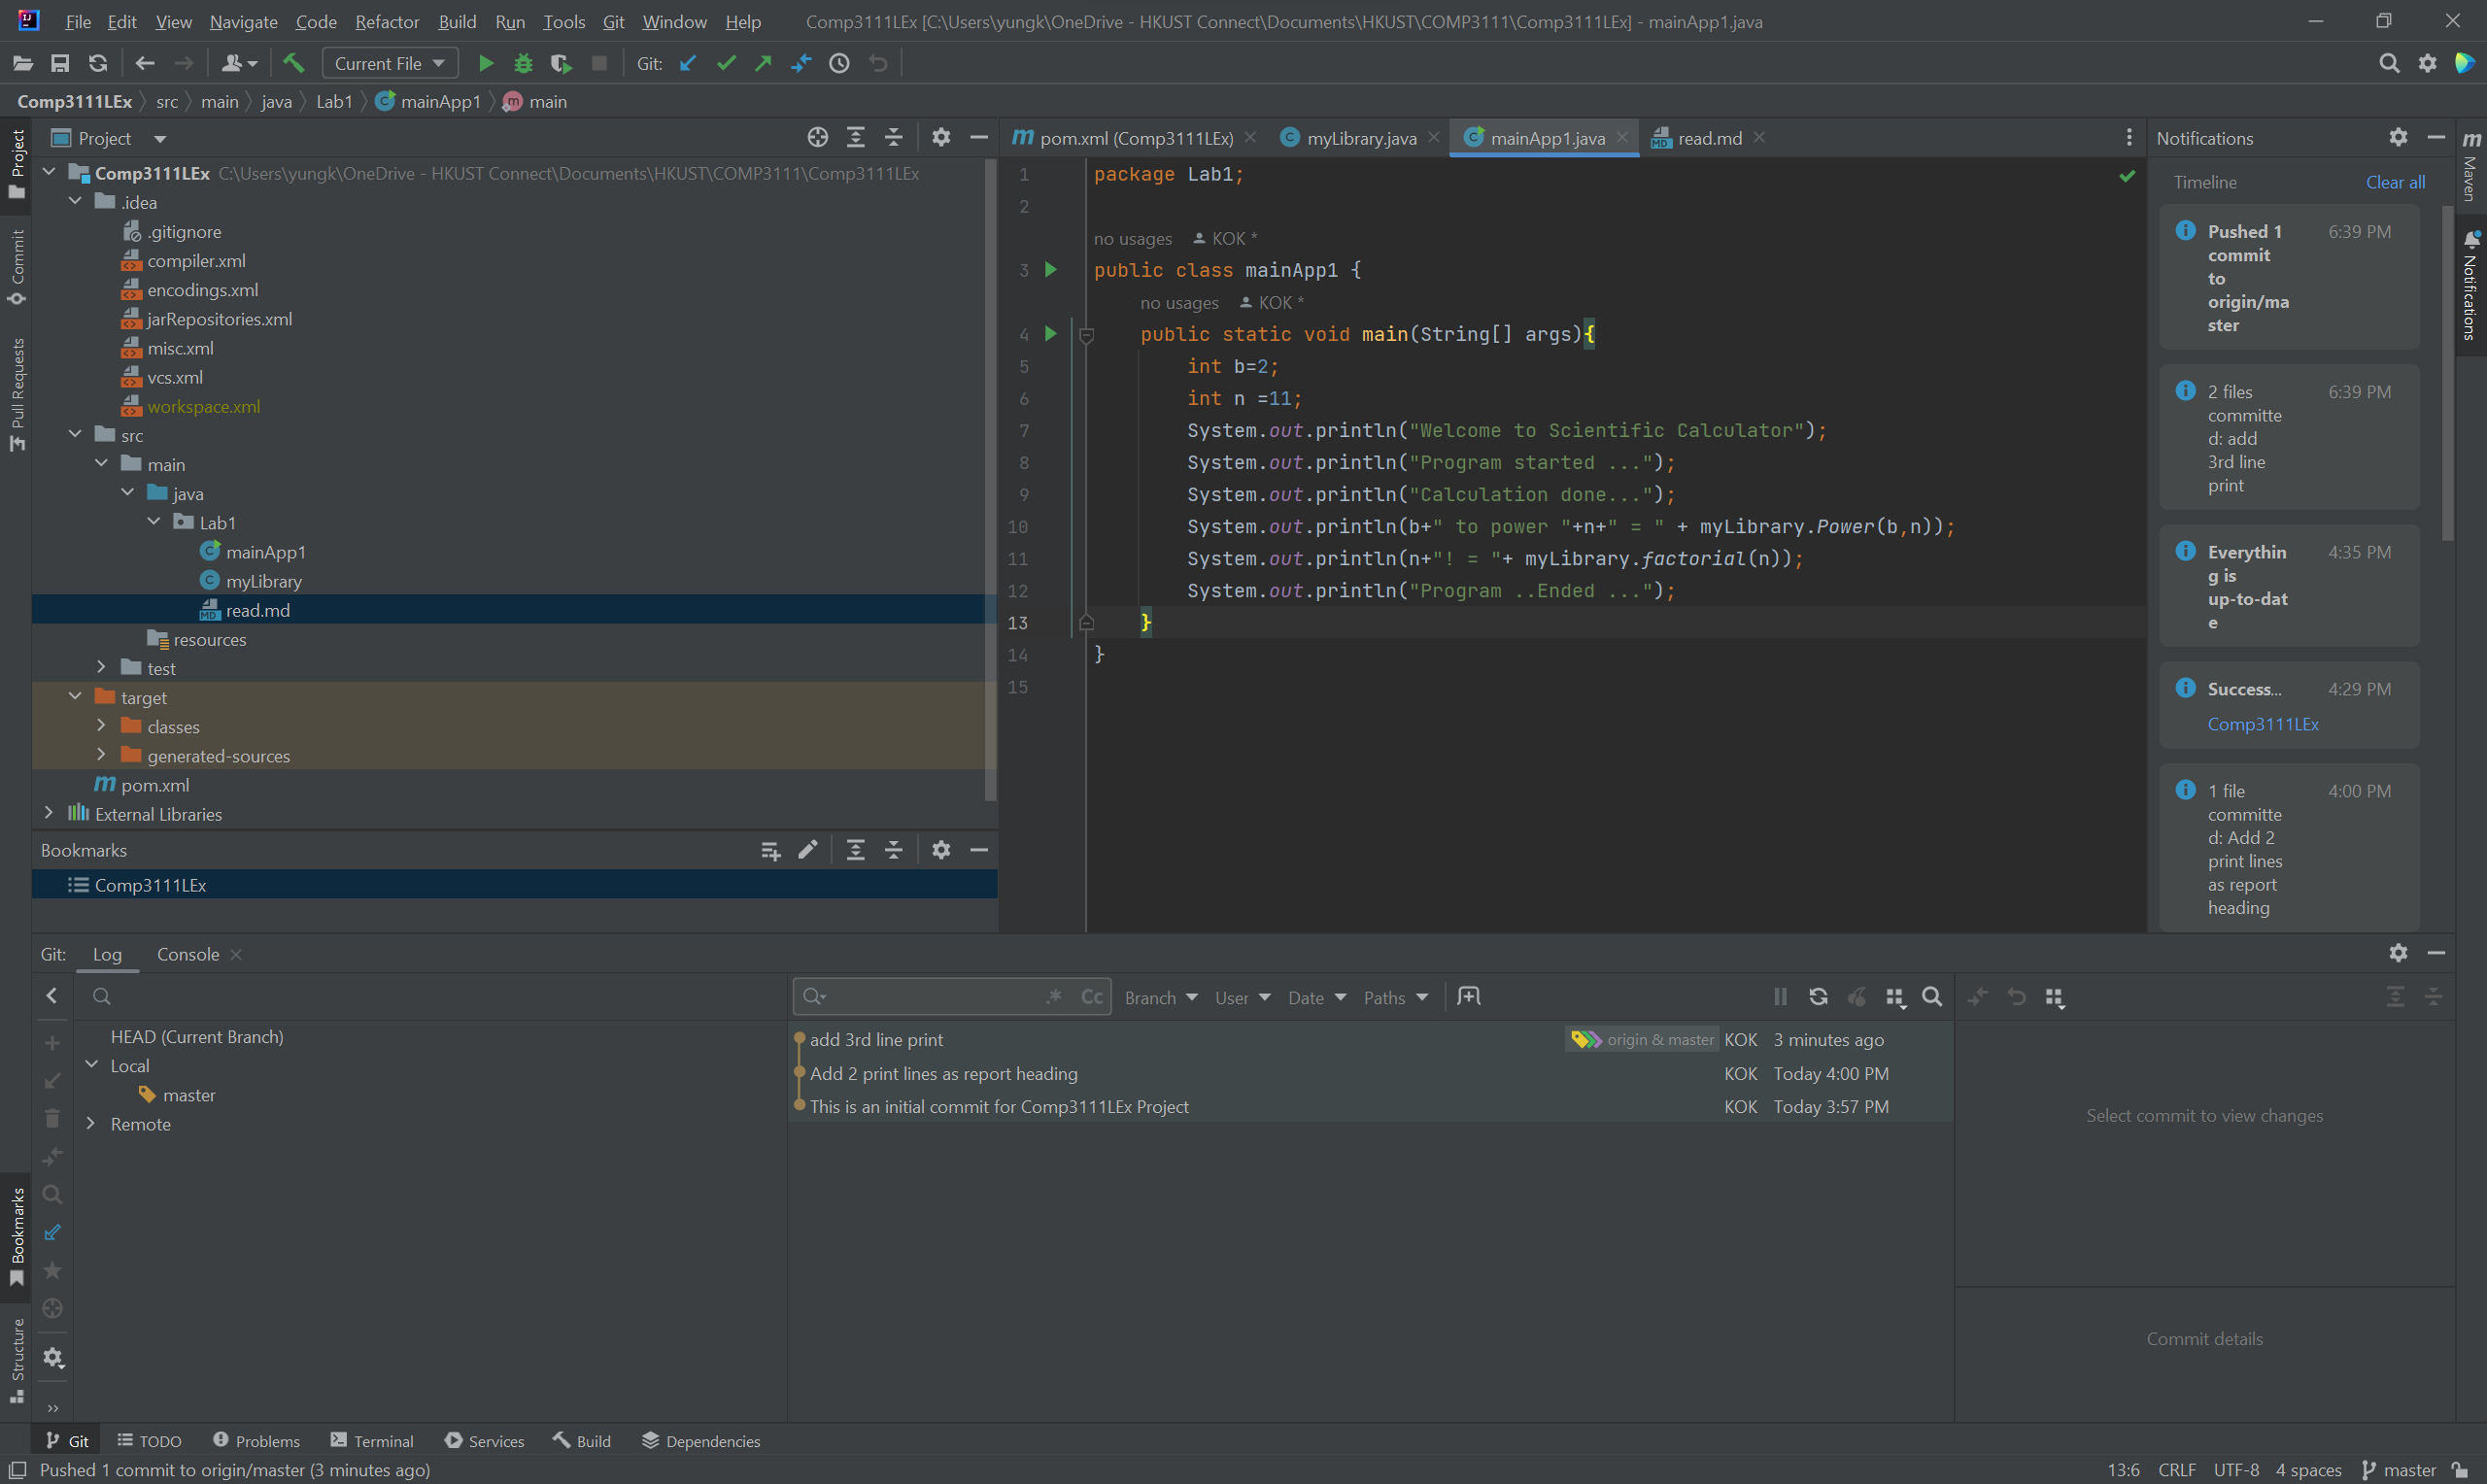 File Edit View Navigate Code Refactor Build Run Tools Git Window Help Comp3111LEx [C:\Users\yungk\OneDrive - HKUST Connect\Documents\HKUST\COMP3111\Comp3111LEx] - mainApp1.java
Current File Git:
Comp3111LEx src main java Lab1 mainApp1 main
Project
Comp3111LEx C:\Users\yungk\OneDrive - HKUST Connect\Documents\HKUST\COMP3111\Comp3111LEx
.idea
.gitignore
compiler.xml
encodings.xml
jarRepositories.xml
misc.xml
vcs.xml
workspace.xml
src
main
java
Lab1
mainApp1
myLibrary
read.md
resources
test
target
classes
generated-sources
pom.xml
External Libraries
Bookmarks
Comp3111LEx
Project
Commit
Pull Requests
Bookmarks
Structure
pom.xml (Comp3111LEx) myLibrary.java mainApp1.java read.md
1 package Lab1;
2
no usages KOK *
3 public class mainApp1 {
no usages KOK *
4 public static void main(String[] args){
5 int b=2;
6 int n =11;
7 System.out.println("Welcome to Scientific Calculator");
8 System.out.println("Program started ...");
9 System.out.println("Calculation done...");
10 System.out.println(b+" to power "+n+" = " + myLibrary.Power(b,n));
11 System.out.println(n+"! = "+ myLibrary.factorial(n));
12 System.out.println("Program ..Ended ...");
13 }
14 }
15
Notifications
Timeline Clear all
Pushed 1 6:39 PM
commit
to
origin/ma
ster
2 files 6:39 PM
committe
d: add
3rd line
print
Everythin 4:35 PM
g is
up-to-dat
e
Success... 4:29 PM
Comp3111LEx
1 file 4:00 PM
committe
d: Add 2
print lines
as report
heading
Maven
Notifications
Git: Log Console
HEAD (Current Branch)
Local
master
Remote
Cc Branch User Date Paths
add 3rd line print origin & master KOK 3 minutes ago
Add 2 print lines as report heading KOK Today 4:00 PM
This is an initial commit for Comp3111LEx Project KOK Today 3:57 PM
Select commit to view changes
Commit details
Git TODO Problems Terminal Services Build Dependencies
Pushed 1 commit to origin/master (3 minutes ago) 13:6 CRLF UTF-8 4 spaces master